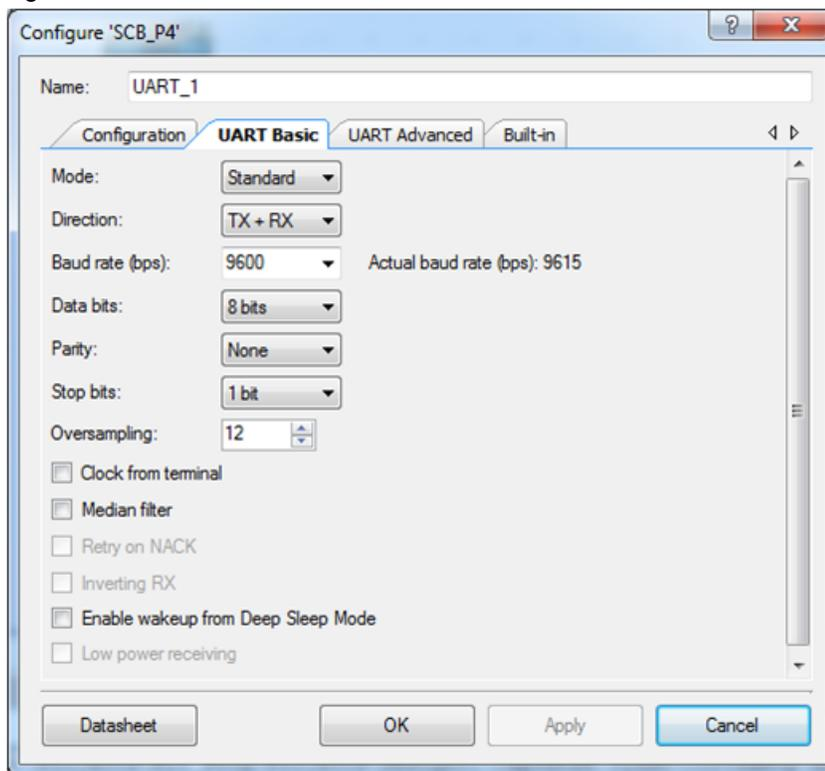 Configure 'SCB_P4'
Name: UART_1
Configuration UART Basic UART Advanced Built-in
Mode: Standard
Direction: TX + RX
Baud rate (bps): 9600 Actual baud rate (bps): 9615
Data bits: 8 bits
Parity: None
Stop bits: 1 bit
Oversampling: 12
Clock from terminal
Median filter
Retry on NACK
Inverting RX
Enable wakeup from Deep Sleep Mode
Low power receiving
Datasheet OK Apply Cancel